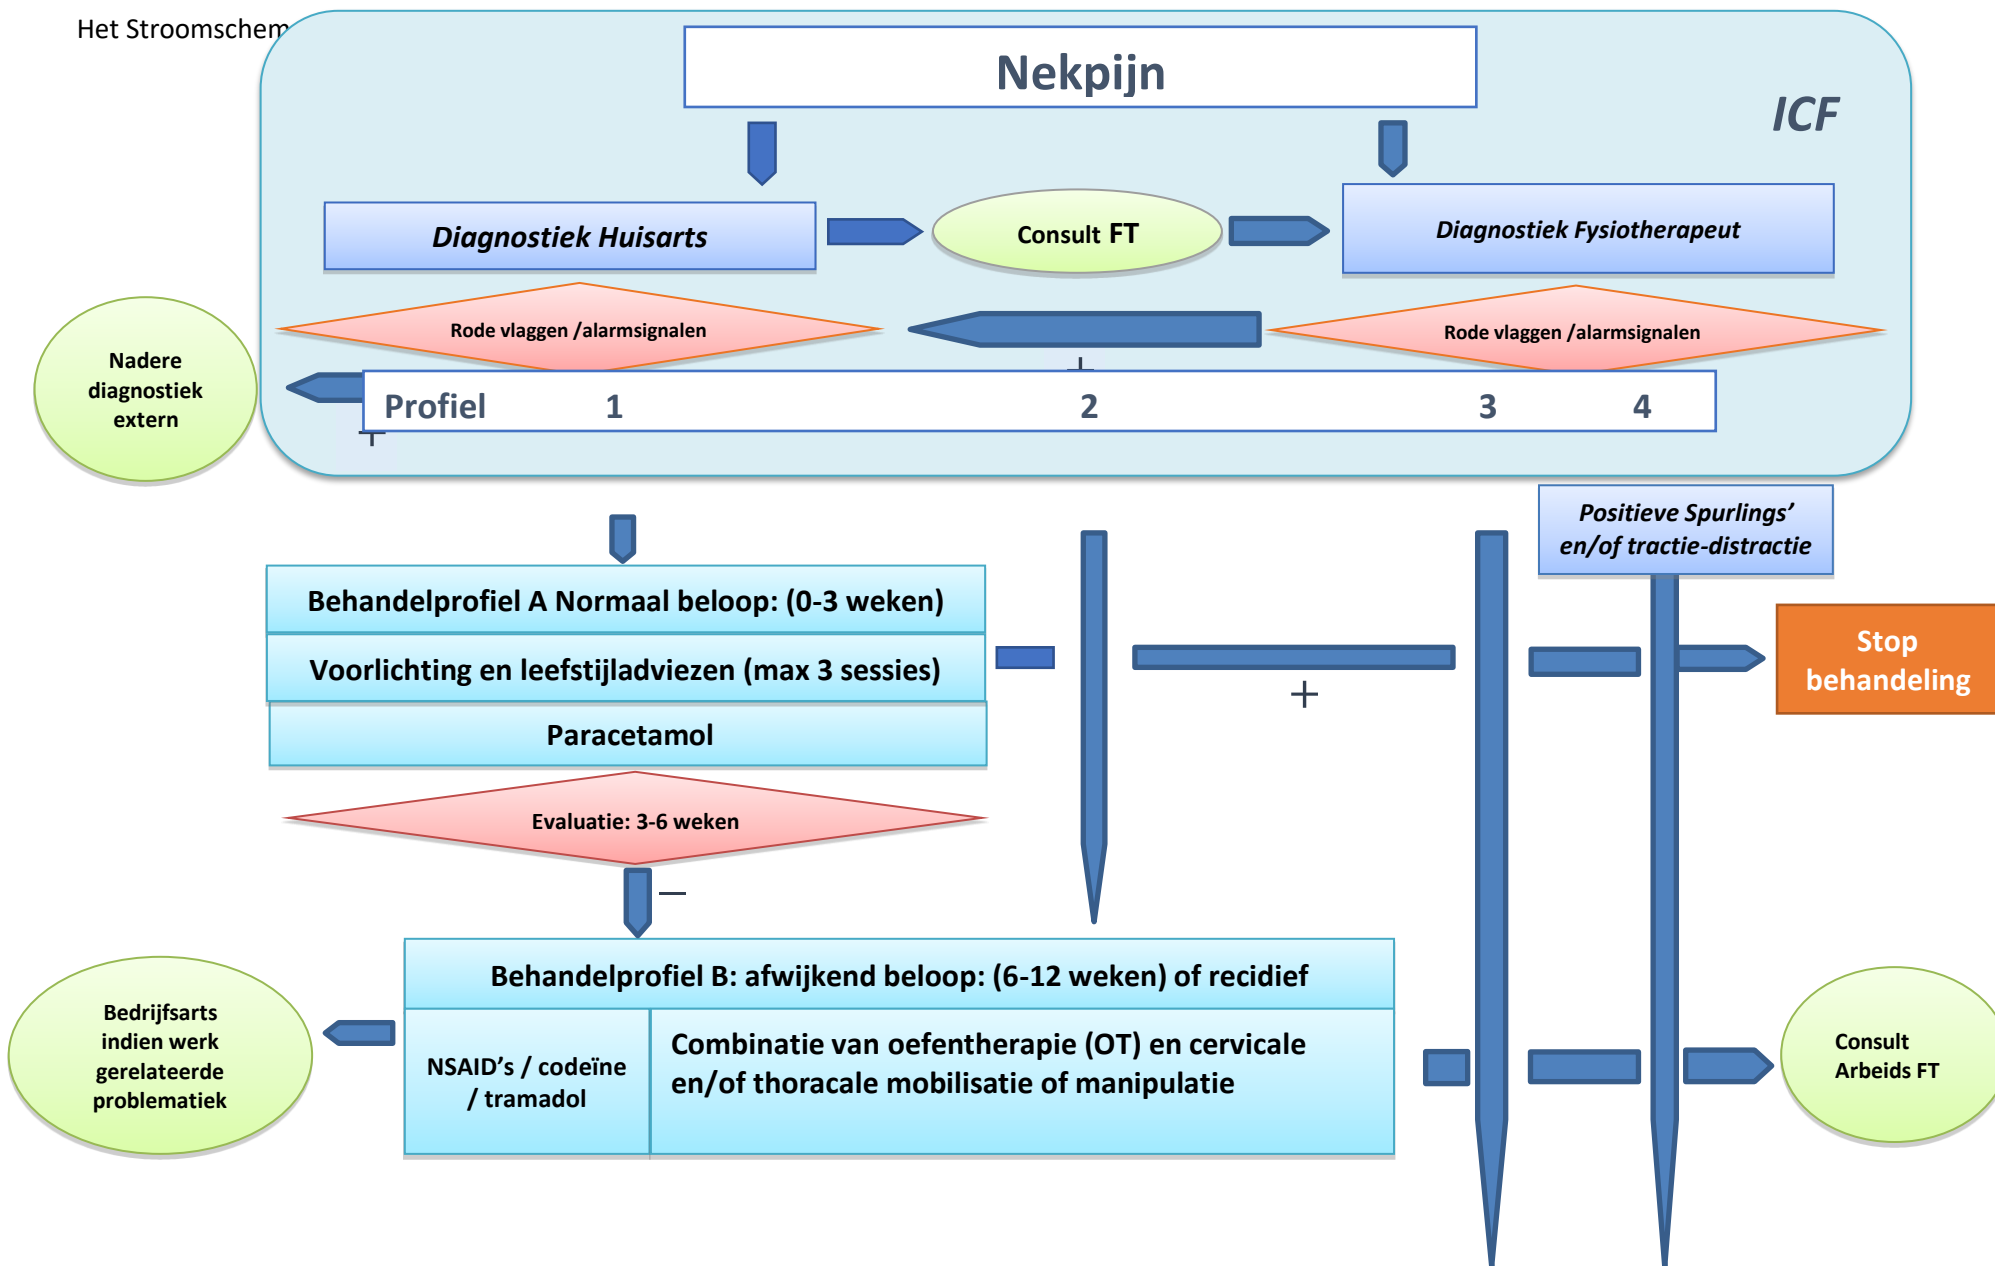 Het Stroomschem
Nekpijn
ICF
Diagnostiek Huisarts
Consult FT
Diagnostiek Fysiotherapeut
Rode vlaggen /alarmsignalen
Rode vlaggen /alarmsignalen
+
Nadere
diagnostiek
extern
Profiel 1 2 3 4
+
Positieve Spurlings’
en/of tractie-distractie
Behandelprofiel A Normaal beloop: (0-3 weken)
Voorlichting en leefstijladviezen (max 3 sessies)
+
Stop
behandeling
Paracetamol
Evaluatie: 3-6 weken
–
Behandelprofiel B: afwijkend beloop: (6-12 weken) of recidief
Bedrijfsarts
indien werk
gerelateerde
problematiek
NSAID’s / codeïne
/ tramadol
Combinatie van oefentherapie (OT) en cervicale
en/of thoracale mobilisatie of manipulatie
Consult
Arbeids FT